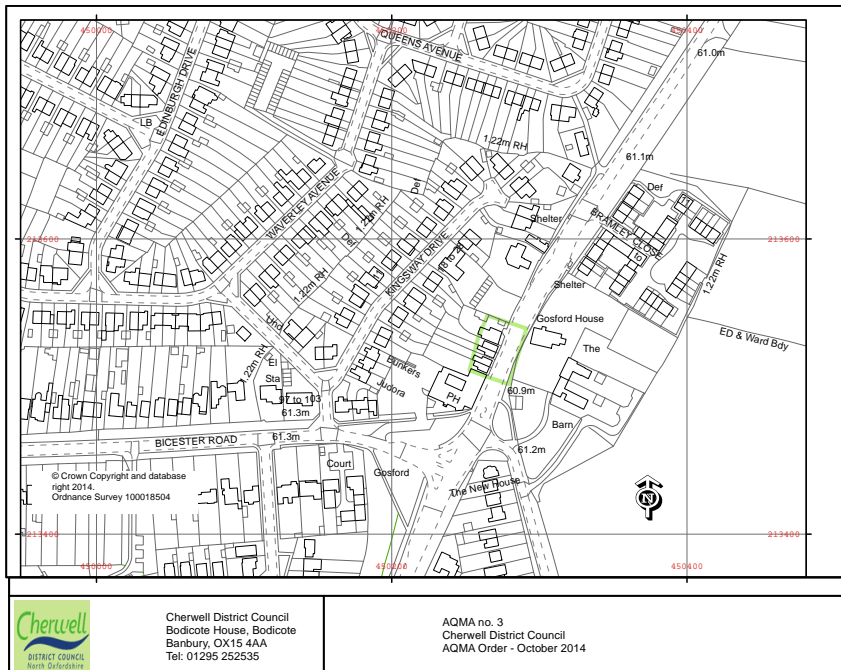 450000
450200
450400
QUEENS AVENUE
61.0m
EDINBURGH DRIVE
LB
1.22m RH
61.1m
Def
Def
11
WAVERLEY AVENUE
1.22m RH
Shelter
BRAMLEY CLOSE
213600
213600
Def
KINGSWAY DRIVE
1.22m RH
11
1.22m RH
Shelter
Und
Gosford House
The
ED & Ward Bdy
1.22m RH
El
Sta
Bunkers
Judora
PH
60.9m
97 to 103
61.3m
Barn
BICESTER ROAD
61.3m
61.2m
Court
Gosford
The New House
© Crown Copyright and database
right 2014.
Ordnance Survey 100018504
N
213400
213400
450000
450200
450400
Cherwell
DISTRICT COUNCIL
North Oxfordshire
Cherwell District Council
Bodicote House, Bodicote
Banbury, OX15 4AA
Tel: 01295 252535
AQMA no. 3
Cherwell District Council
AQMA Order - October 2014